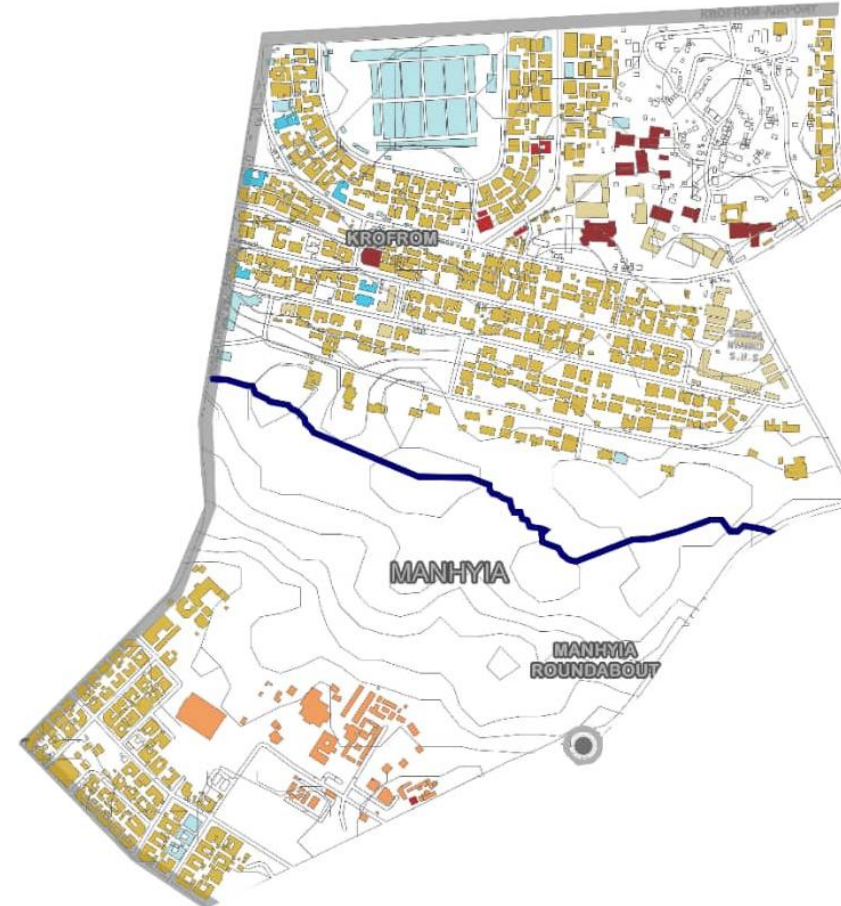 KROFROM-AIRPORT
KROFROM
S.H.S.
MANHYIA
MANHYIA
ROUNDABOUT